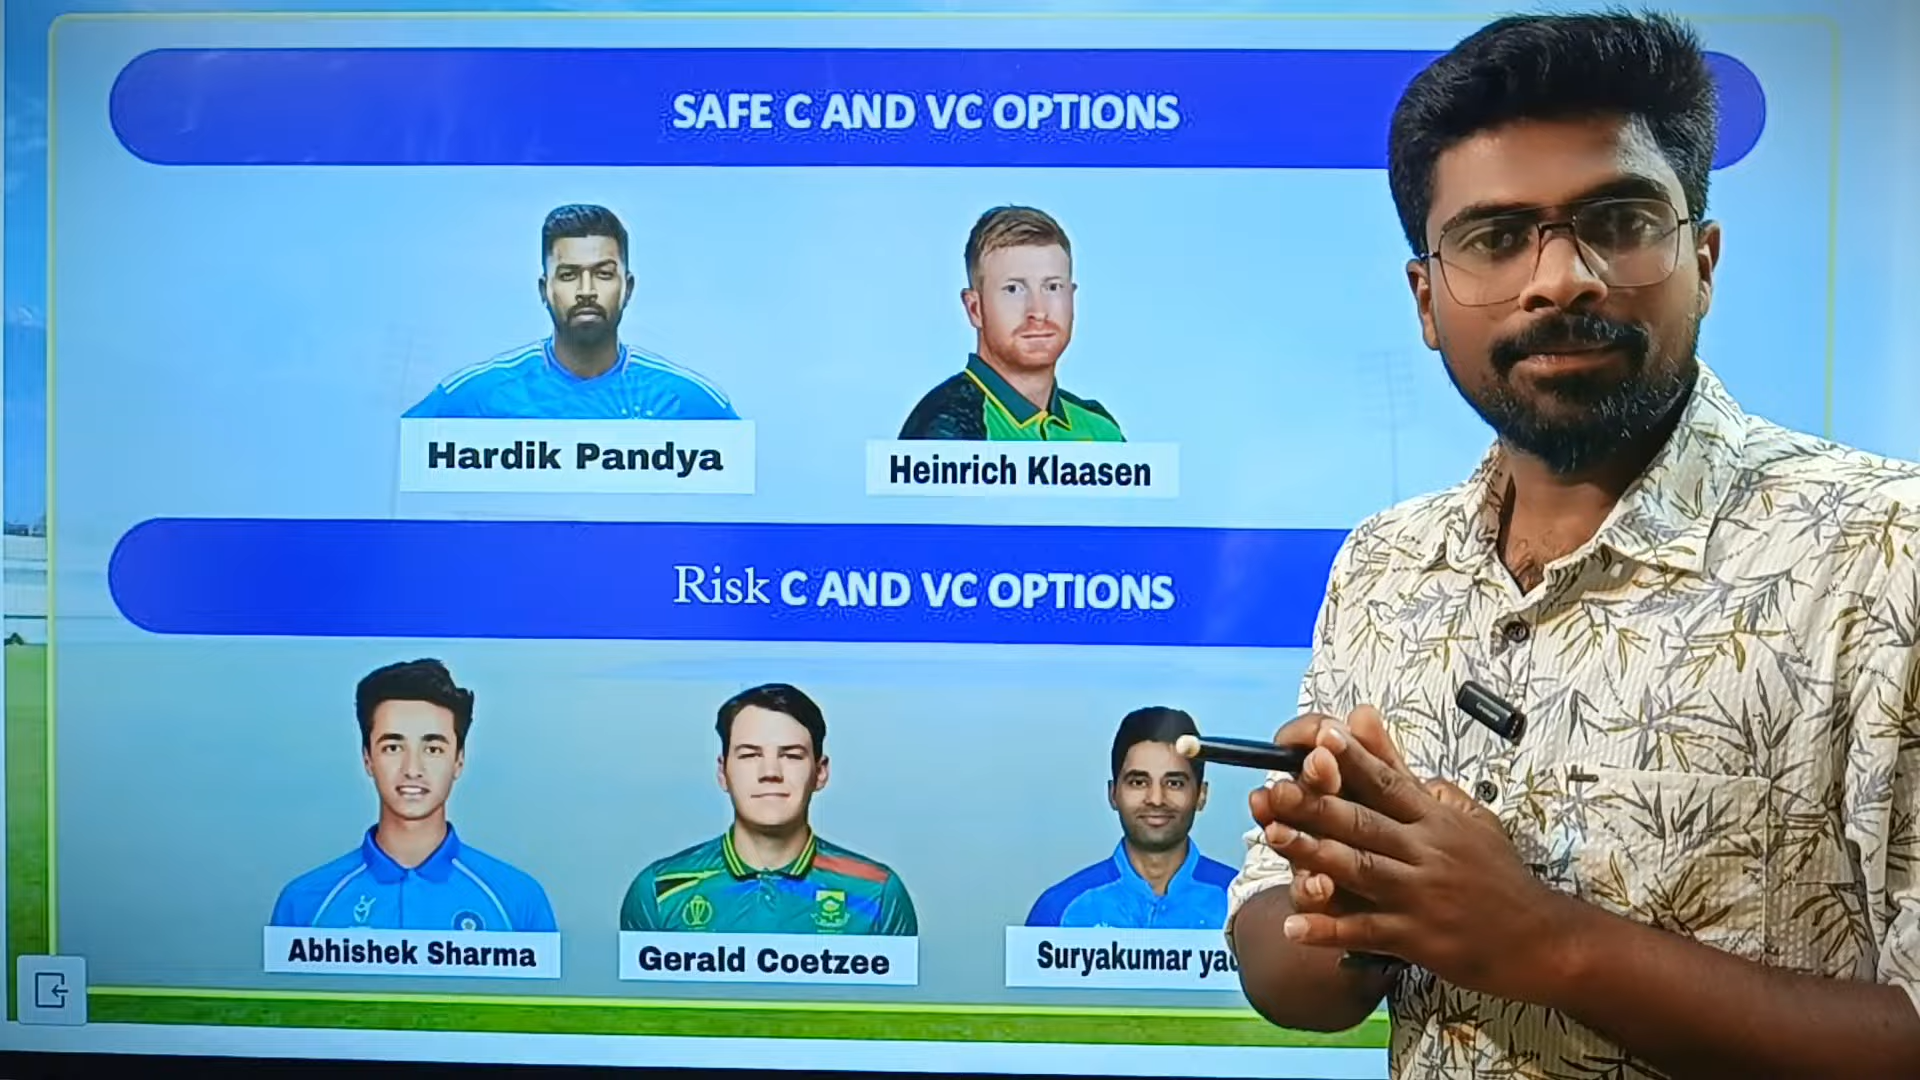 SAFE C AND VC OPTIONS
Hardik Pandya
Heinrich Klaasen
Risk C AND VC OPTIONS
Abhishek Sharma
Gerald Coetzee
Suryakumar